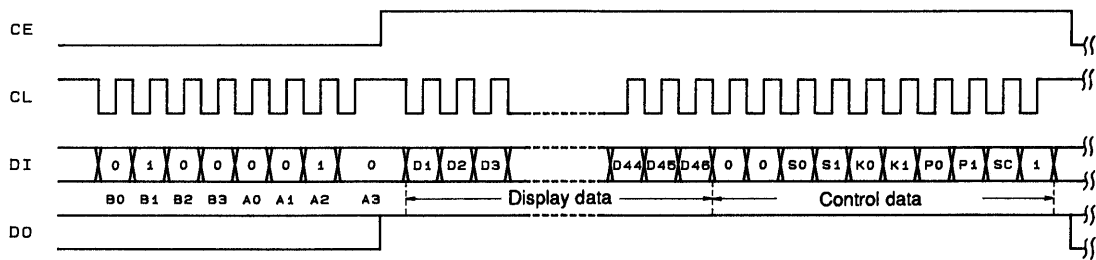 CE
CL
DI 0 1 0 0 0 0 1 0 D1 D2 D3 D44 D45 D46 0 0 S0 S1 K0 K1 P0 P1 SC 1
B0 B1 B2 B3 A0 A1 A2 A3 Display data Control data
DO